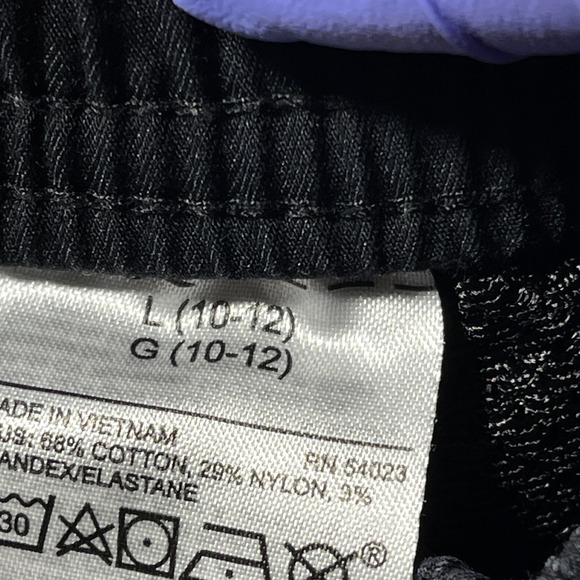 L (10-12)
G (10-12)
ADE IN VIETNAM
US: 68% COTTON, 29% NYLON, 3%
RN 54023
ANDEX/ELASTANE
30
®